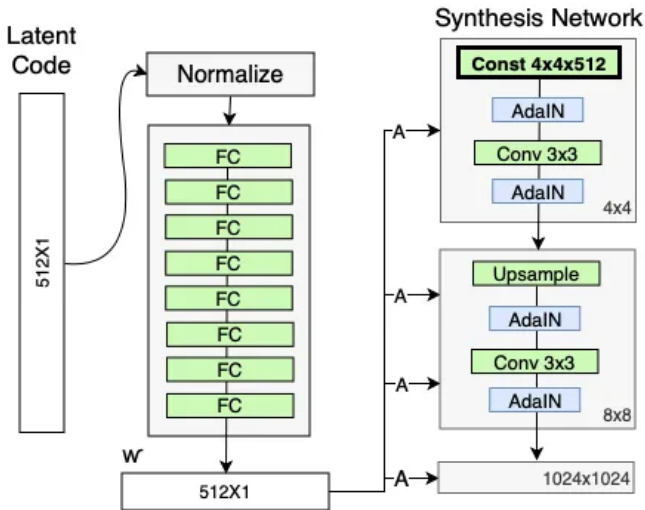 Latent
Code
512X1
Normalize
FC
FC
FC
FC
FC
FC
FC
FC
w
512X1
Synthesis Network
A
Const 4x4x512
AdaIN
Conv 3x3
AdaIN
4x4
A
A
Upsample
AdaIN
Conv 3x3
AdaIN
8x8
A
1024x1024